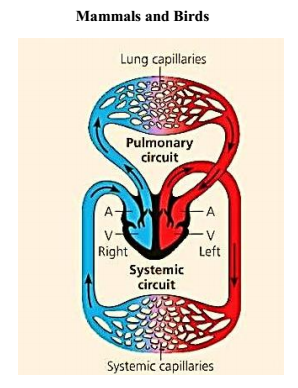 Mammals and Birds
Lung capillaries
Pulmonary
circuit
A
A
V
V
Right
Left
Systemic
circuit
Systemic capillaries